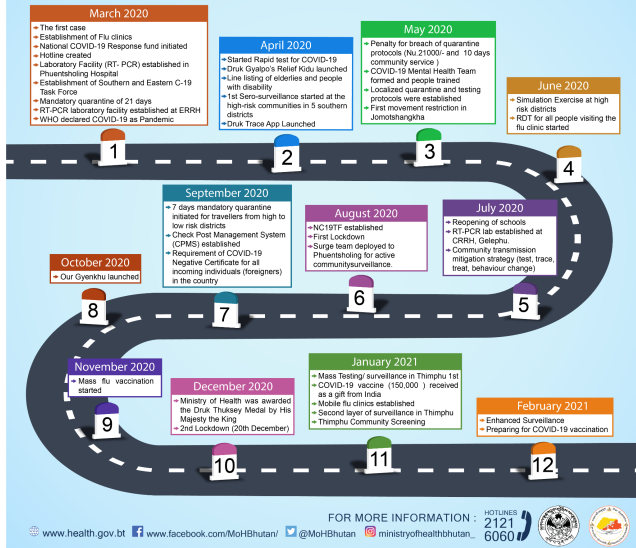 March 2020
The first case
Establishment of Flu clinics
National COVID-19 Response fund initiated
Hotline created
Laboratory Facility (RT- PCR) established in
Phuentsholing Hospital
Establishment of Southern and Eastern C-19
Task Force
Mandatory quarantine of 21 days
RT-PCR laboratory facility established at ERRH
WHO declared COVID-19 as Pandemic
1
April 2020
Started Rapid test for COVID-19
Druk Gyalpo's Relief Kidu launched
Line listing of elderlies and people
with disability
1st Sero-surveillance started at the
high-risk communities in 5 southern
districts
Druk Trace App Launched
2
May 2020
Penalty for breach of quarantine
protocols (Nu.21000/- and 10 days
community service )
COVID-19 Mental Health Team
formed and people trained
Localized quarantine and testing
protocols were established
First movement restriction in
Jomotshangkha
3
June 2020
Simulation Exercise at high
risk districts
RDT for all people visiting the
flu clinic started
4
July 2020
Reopening of schools
RT-PCR lab established at
CRRH, Gelephu.
Community transmission
mitigation strategy (test, trace,
treat, behaviour change)
5
August 2020
NC19TF established
First Lockdown
Surge team deployed to
Phuentsholing for active
communitysurveillance.
6
September 2020
7 days mandatory quarantine
initiated for travellers from high to
low risk districts
Check Post Management System
(CPMS) established
Requirement of COVID-19
Negative Certificate for all
incoming individuals (foreigners)
in the country
7
October 2020
Our Gyenkhu launched
8
November 2020
Mass flu vaccination
started
9
December 2020
Ministry of Health was awarded
the Druk Thuksey Medal by His
Majesty the King
2nd Lockdown (20th December)
10
January 2021
Mass Testing/ surveillance in Thimphu 1st
COVID-19 vaccine (150,000 ) received
as a gift from India
Mobile flu clinics established
Second layer of surveillance in Thimphu
Thimphu Community Screening
11
February 2021
Enhanced Surveillance
Preparing for COVID-19 vaccination
12
FOR MORE INFORMATION :
HOTLINES
2121
6060
www.health.gov.bt
www.facebook.com/MoHBhutan/
@MoHBhutan
ministryofhealthbhutan_